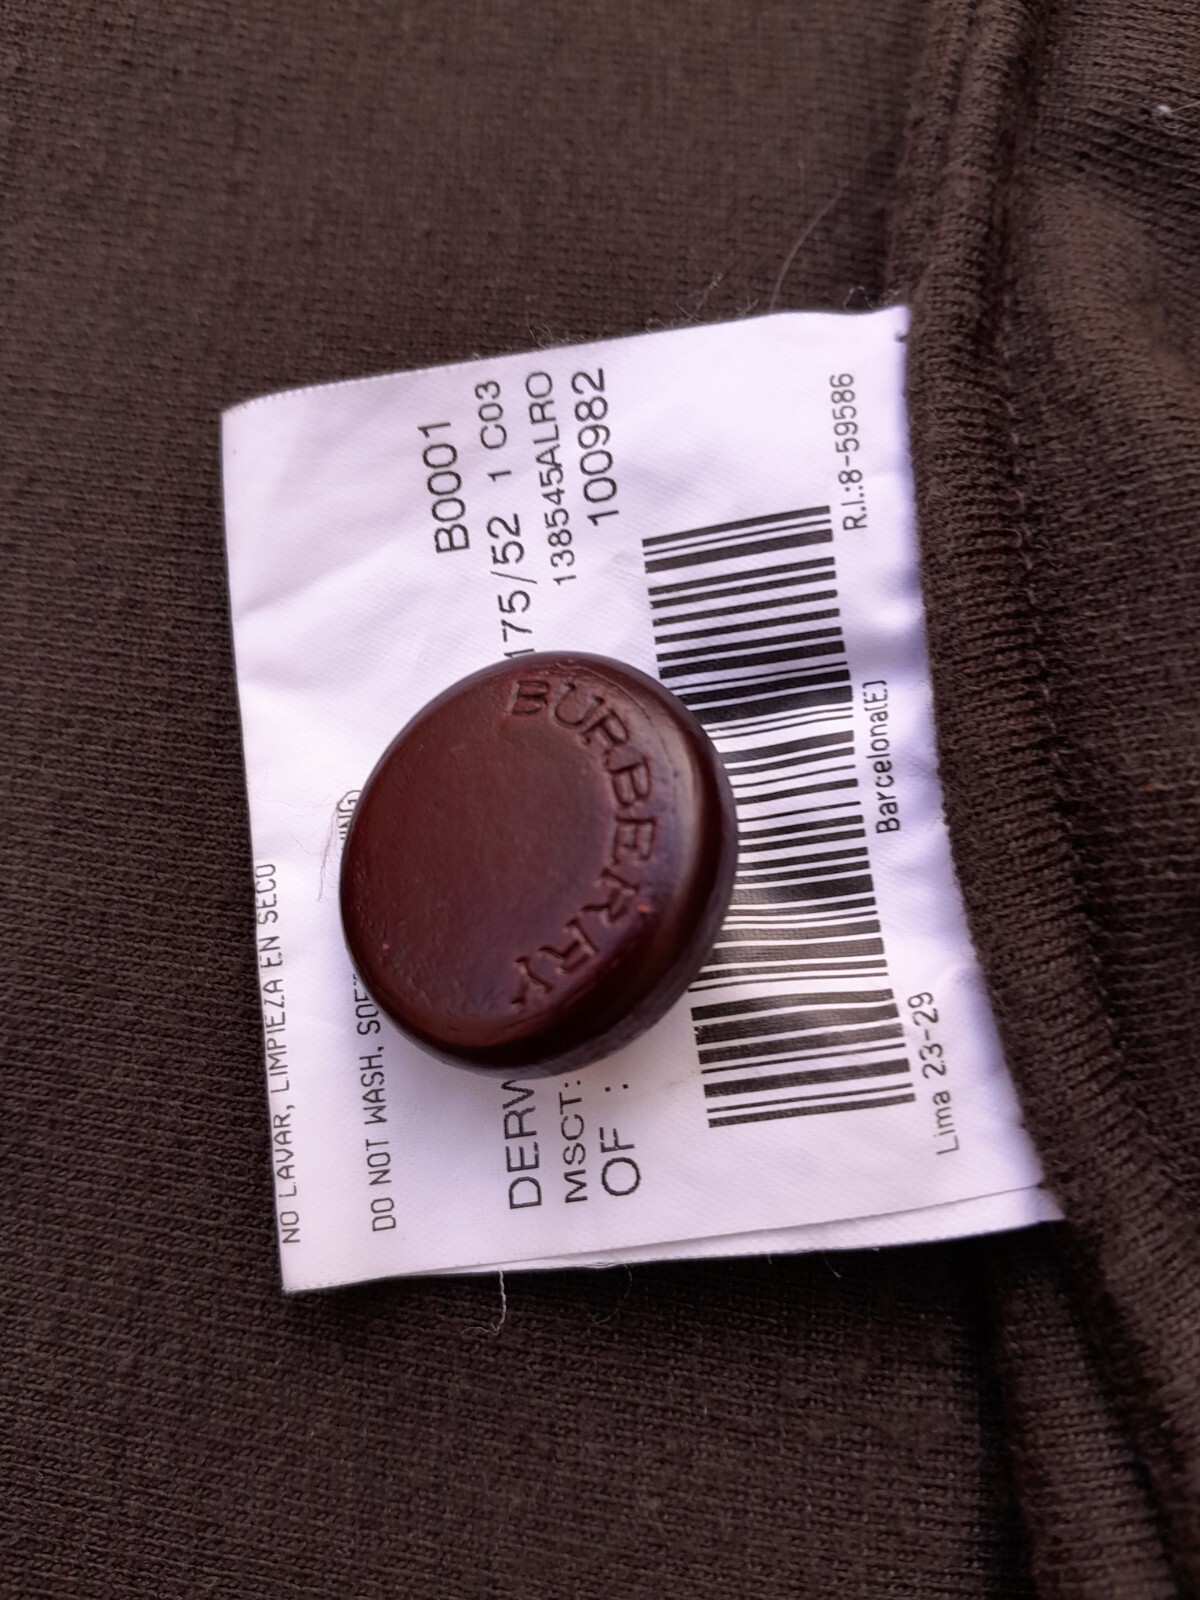 NO LAVAR, LIMPIEZA EN SECO
DO NOT WASH,
B0001
175/52 1 C03
138545ALRO
MSCT:
OF : 100982
R.I.:8-59586
Barcelona(E)
Lima 23-29
BURBERRY